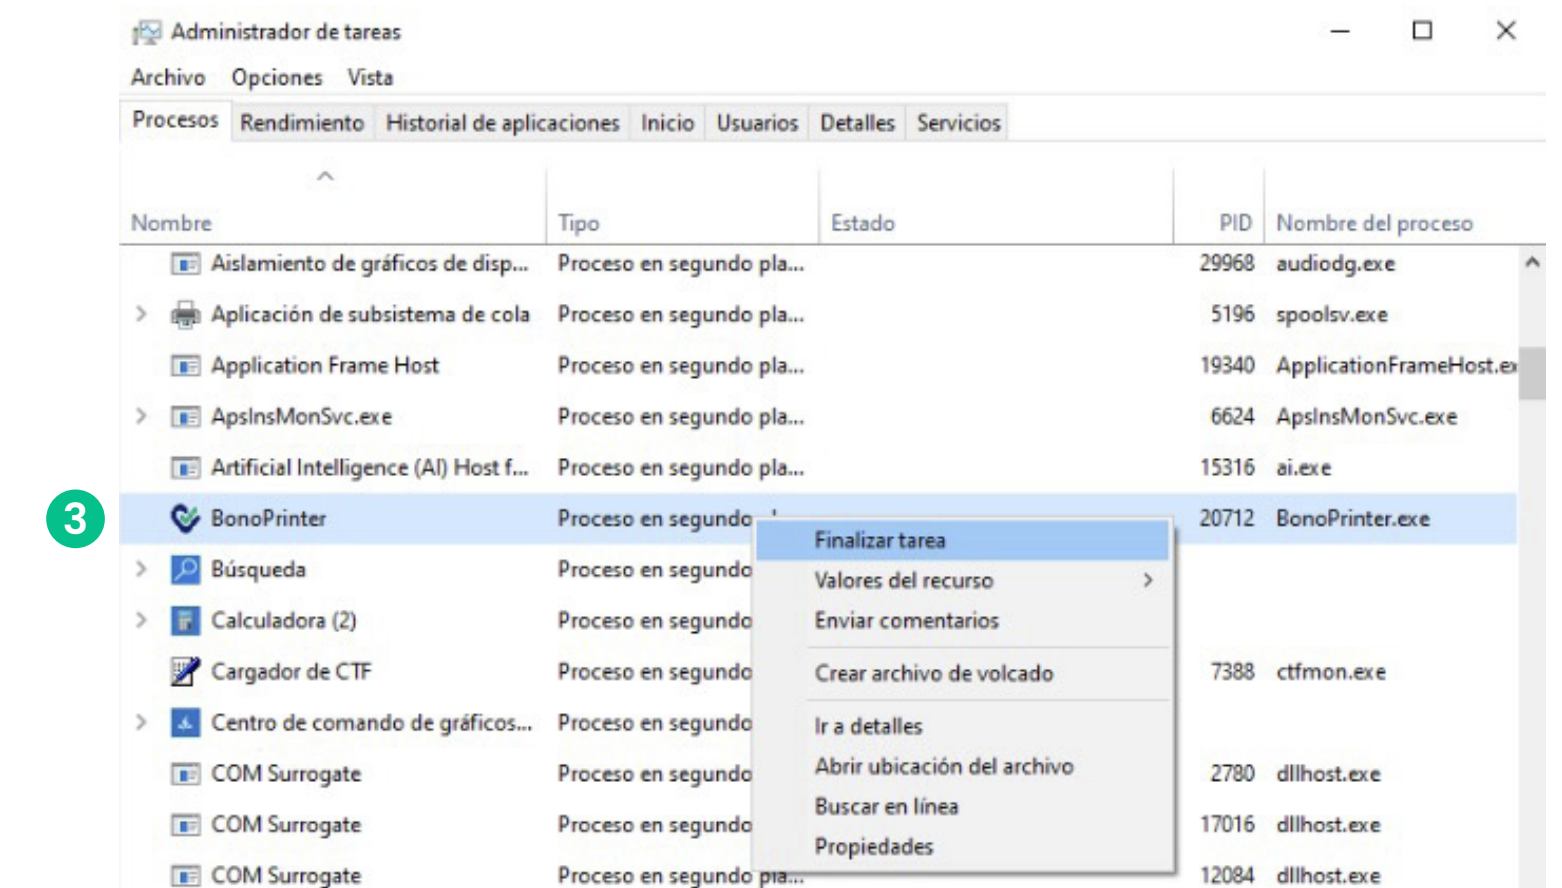 Administrador de tareas
Archivo Opciones Vista
Procesos Rendimiento Historial de aplicaciones Inicio Usuarios Detalles Servicios
Nombre Tipo Estado PID Nombre del proceso
Aislamiento de gráficos de disp... Proceso en segundo pla... 29968 audiodg.exe
Aplicación de subsistema de cola Proceso en segundo pla... 5196 spoolsv.exe
Application Frame Host Proceso en segundo pla... 19340 ApplicationFrameHost.ex
ApsInsMonSvc.exe Proceso en segundo pla... 6624 ApsInsMonSvc.exe
Artificial Intelligence (AI) Host f... Proceso en segundo pla... 15316 ai.exe
3 BonoPrinter Proceso en segundo 20712 BonoPrinter.exe
Finalizar tarea
Búsqueda Proceso en segundo
Valores del recurso
Calculadora (2) Proceso en segundo
Enviar comentarios
Cargador de CTF Proceso en segundo 7388 ctfmon.exe
Crear archivo de volcado
Centro de comando de gráficos... Proceso en segundo
Ir a detalles
COM Surrogate Proceso en segundo 2780 dllhost.exe
Abrir ubicación del archivo
Buscar en línea
COM Surrogate Proceso en segundo 17016 dllhost.exe
Propiedades
COM Surrogate Proceso en segundo pla... 12084 dllhost.exe